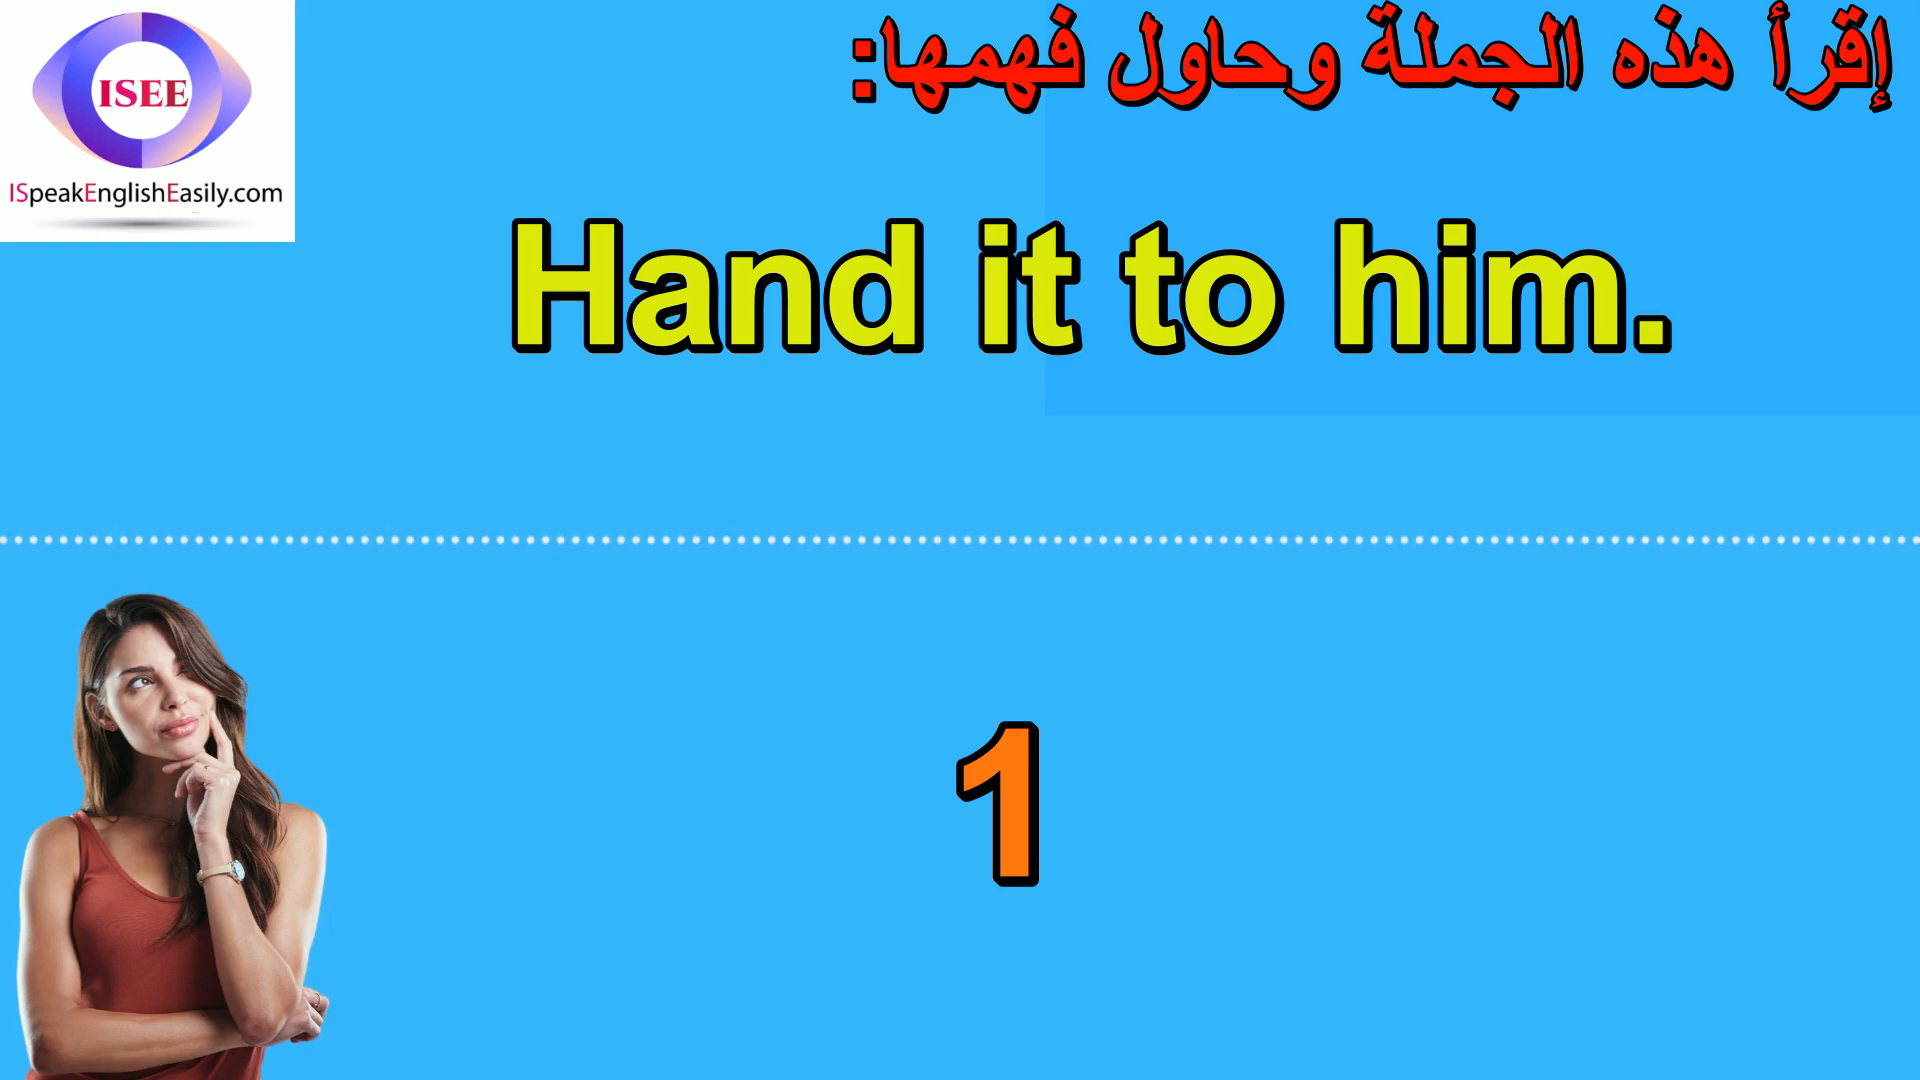 ISEE
ISpeakEnglishEasily.com
إقرأ هذه الجملة وحاول فهمها:
Hand it to him.
1